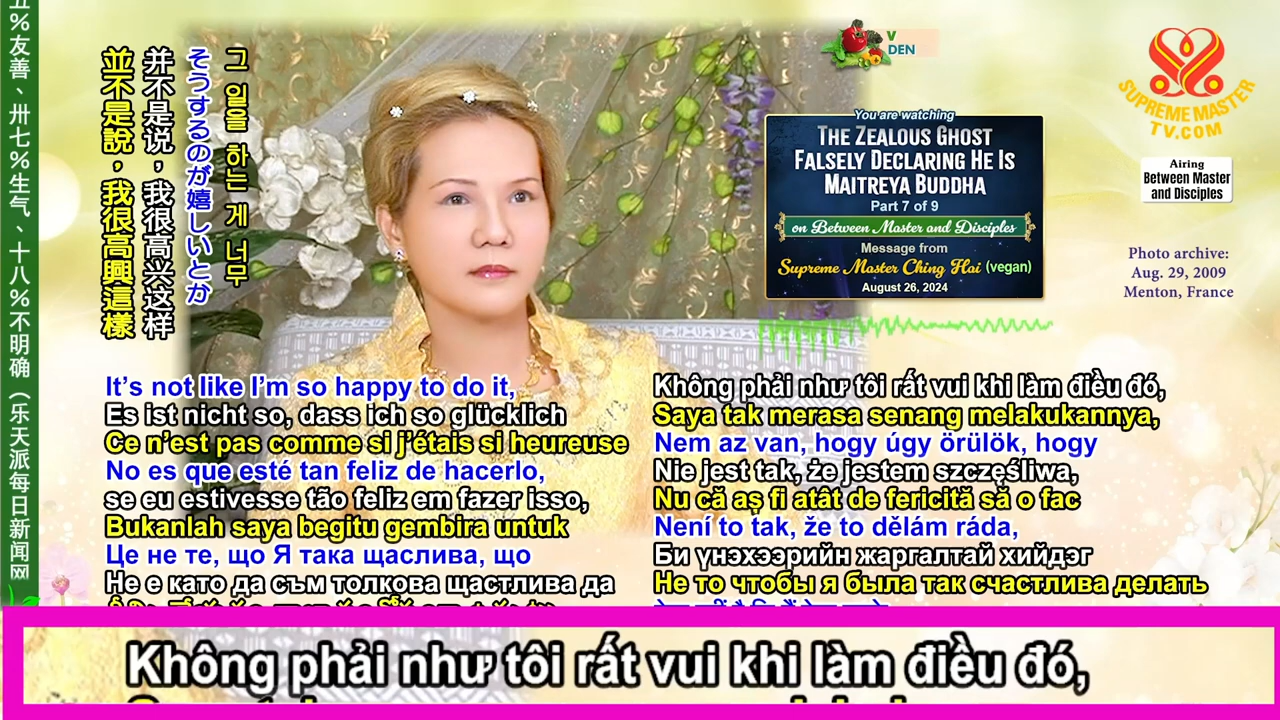 五%友善、卅七%生气、十八%不明确（乐天派每日新闻网
並不是說，我很高興這樣
并不是说，我很高兴这样
そうするのが嬉しいとか
그 일을 하는 게 너무
V
DEN
SUPREME MASTER
TV.COM
You are watching
THE ZEALOUS GHOST
FALSELY DECLARING HE IS
MAITREYA BUDDHA
Part 7 of 9
on Between Master and Disciples
Message from
Supreme Master Ching Hai (vegan)
August 26, 2024
Airing
Between Master
and Disciples
Photo archive:
Aug. 29, 2009
Menton, France
It's not like I'm so happy to do it,
Es ist nicht so, dass ich so glücklich
Ce n'est pas comme si j'étais si heureuse
No es que esté tan feliz de hacerlo,
se eu estivesse tão feliz em fazer isso,
Bukanlah saya begitu gembira untuk
Це не те, що Я така щаслива, що
Не е като да съм толкова щастлива да
Không phải như tôi rất vui khi làm điều đó,
Saya tak merasa senang melakukannya,
Nem az van, hogy úgy örülök, hogy
Nie jest tak, że jestem szczęśliwa,
Nu că aș fi atât de fericită să o fac
Není to tak, že to dělám ráda,
Би үнэхээрийн жаргалтай хийдэг
Не то чтобы я была так счастлива делать
Không phải như tôi rất vui khi làm điều đó,